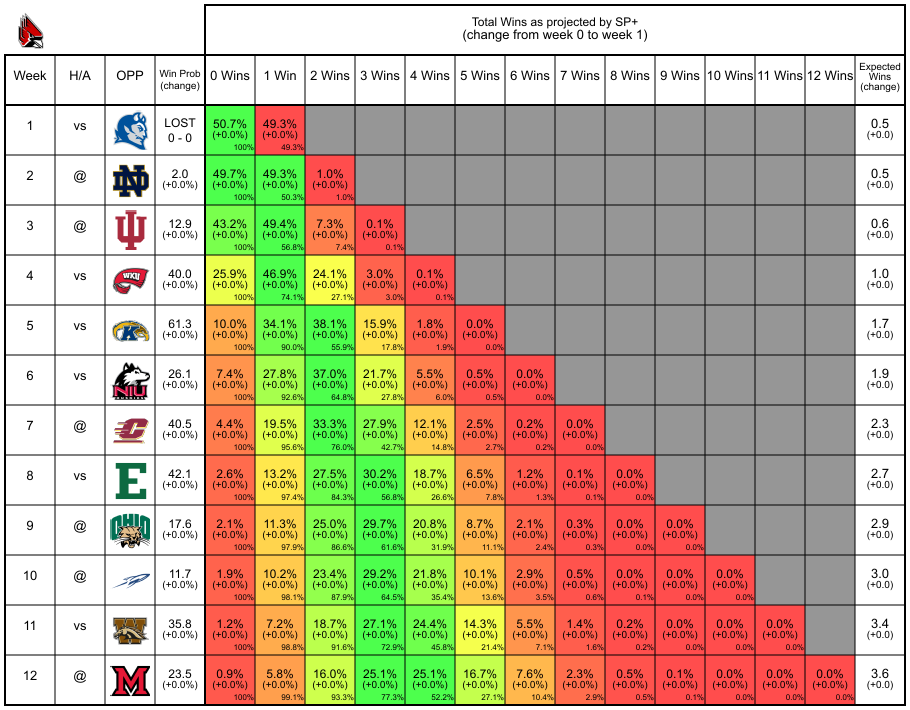 Total Wins as projected by SP+
(change from week 0 to week 1)
Week H/A OPP Win Prob (change) 0 Wins 1 Win 2 Wins 3 Wins 4 Wins 5 Wins 6 Wins 7 Wins 8 Wins 9 Wins 10 Wins 11 Wins 12 Wins Expected Wins (change)
1 vs LOST 50.7% 49.3% 0.5
0 - 0 (+0.0%) (+0.0%) (+0.0)
100% 49.3%
2 @ ND 2.0 49.7% 49.3% 1.0% 0.5
(+0.0%) (+0.0%) (+0.0%) (+0.0%) (+0.0)
100% 50.3% 1.0%
3 @ 12.9 43.2% 49.4% 7.3% 0.1% 0.6
(+0.0%) (+0.0%) (+0.0%) (+0.0%) (+0.0%) (+0.0)
100% 56.8% 7.4% 0.1%
4 vs WKU 40.0 25.9% 46.9% 24.1% 3.0% 0.1% 1.0
(+0.0%) (+0.0%) (+0.0%) (+0.0%) (+0.0%) (+0.0%) (+0.0)
100% 74.1% 27.1% 3.0% 0.1%
5 vs K 61.3 10.0% 34.1% 38.1% 15.9% 1.8% 0.0% 1.7
(+0.0%) (+0.0%) (+0.0%) (+0.0%) (+0.0%) (+0.0%) (+0.0%) (+0.0)
100% 90.0% 55.9% 17.8% 1.9% 0.0%
6 vs NIU 26.1 7.4% 27.8% 37.0% 21.7% 5.5% 0.5% 0.0% 1.9
(+0.0%) (+0.0%) (+0.0%) (+0.0%) (+0.0%) (+0.0%) (+0.0%) (+0.0%) (+0.0)
100% 92.6% 64.8% 27.8% 6.0% 0.5% 0.0%
7 @ C 40.5 4.4% 19.5% 33.3% 27.9% 12.1% 2.5% 0.2% 0.0% 2.3
(+0.0%) (+0.0%) (+0.0%) (+0.0%) (+0.0%) (+0.0%) (+0.0%) (+0.0%) (+0.0%) (+0.0)
100% 95.6% 76.0% 42.7% 14.8% 2.7% 0.2% 0.0%
8 vs E 42.1 2.6% 13.2% 27.5% 30.2% 18.7% 6.5% 1.2% 0.1% 0.0% 2.7
(+0.0%) (+0.0%) (+0.0%) (+0.0%) (+0.0%) (+0.0%) (+0.0%) (+0.0%) (+0.0%) (+0.0%) (+0.0)
100% 97.4% 84.3% 56.8% 26.6% 7.8% 1.3% 0.1% 0.0%
9 @ OHIO 17.6 2.1% 11.3% 25.0% 29.7% 20.8% 8.7% 2.1% 0.3% 0.0% 0.0% 2.9
(+0.0%) (+0.0%) (+0.0%) (+0.0%) (+0.0%) (+0.0%) (+0.0%) (+0.0%) (+0.0%) (+0.0%) (+0.0%) (+0.0)
100% 97.9% 86.6% 61.6% 31.9% 11.1% 2.4% 0.3% 0.0% 0.0%
10 @ 11.7 1.9% 10.2% 23.4% 29.2% 21.8% 10.1% 2.9% 0.5% 0.0% 0.0% 0.0% 3.0
(+0.0%) (+0.0%) (+0.0%) (+0.0%) (+0.0%) (+0.0%) (+0.0%) (+0.0%) (+0.0%) (+0.0%) (+0.0%) (+0.0%) (+0.0)
100% 98.1% 87.9% 64.5% 35.4% 13.6% 3.5% 0.6% 0.1% 0.0% 0.0%
11 vs W 35.8 1.2% 7.2% 18.7% 27.1% 24.4% 14.3% 5.5% 1.4% 0.2% 0.0% 0.0% 0.0% 3.4
(+0.0%) (+0.0%) (+0.0%) (+0.0%) (+0.0%) (+0.0%) (+0.0%) (+0.0%) (+0.0%) (+0.0%) (+0.0%) (+0.0%) (+0.0%) (+0.0)
100% 98.8% 91.6% 72.9% 45.8% 21.4% 7.1% 1.6% 0.2% 0.0% 0.0% 0.0%
12 @ M 23.5 0.9% 5.8% 16.0% 25.1% 25.1% 16.7% 7.6% 2.3% 0.5% 0.1% 0.0% 0.0% 0.0% 3.6
(+0.0%) (+0.0%) (+0.0%) (+0.0%) (+0.0%) (+0.0%) (+0.0%) (+0.0%) (+0.0%) (+0.0%) (+0.0%) (+0.0%) (+0.0%) (+0.0%) (+0.0)
100% 99.1% 93.3% 77.3% 52.2% 27.1% 10.4% 2.9% 0.5% 0.1% 0.0% 0.0% 0.0%